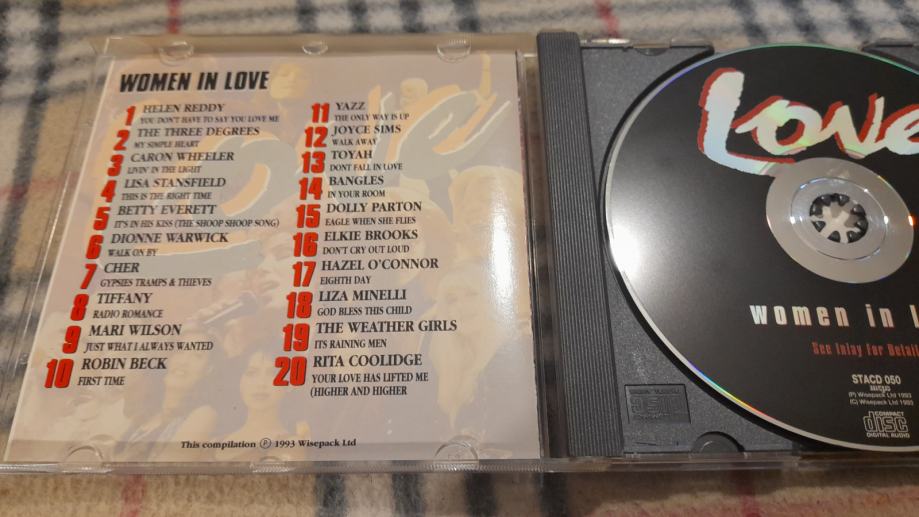 WOMEN IN LOVE
1 HELEN REDDY
YOU DON'T HAVE TO SAY YOU LOVE ME
2 THE THREE DEGREES
MY SIMPLE HEART
3 CARON WHEELER
LIVIN' IN THE LIGHT
4 LISA STANSFIELD
THIS IS THE RIGHT TIME
5 BETTY EVERETT
IT'S IN HIS KISS (THE SHOOP SHOOP SONG)
6 DIONNE WARWICK
WALK ON BY
7 CHER
GYPSIES TRAMPS & THIEVES
8 TIFFANY
RADIO ROMANCE
9 MARI WILSON
JUST WHAT I ALWAYS WANTED
10 ROBIN BECK
FIRST TIME
11 YAZZ
THE ONLY WAY IS UP
12 JOYCE SIMS
WALK AWAY
13 TOYAH
DONT FALL IN LOVE
14 BANGLES
IN YOUR ROOM
15 DOLLY PARTON
EAGLE WHEN SHE FLIES
16 ELKIE BROOKS
DON'T CRY OUT LOUD
17 HAZEL O'CONNOR
EIGHTH DAY
18 LIZA MINELLI
GOD BLESS THIS CHILD
19 THE WEATHER GIRLS
ITS RAINING MEN
20 RITA COOLIDGE
YOUR LOVE HAS LIFTED ME
(HIGHER AND HIGHER
This compilation ℗ 1993 Wisepack Ltd
Love
women in
See Inlay for Detail
STACD 050
(P) Wisepack Ltd 1993
(C) Wisepack Ltd 1993
COMPACT
disc
DIGITAL AUDIO